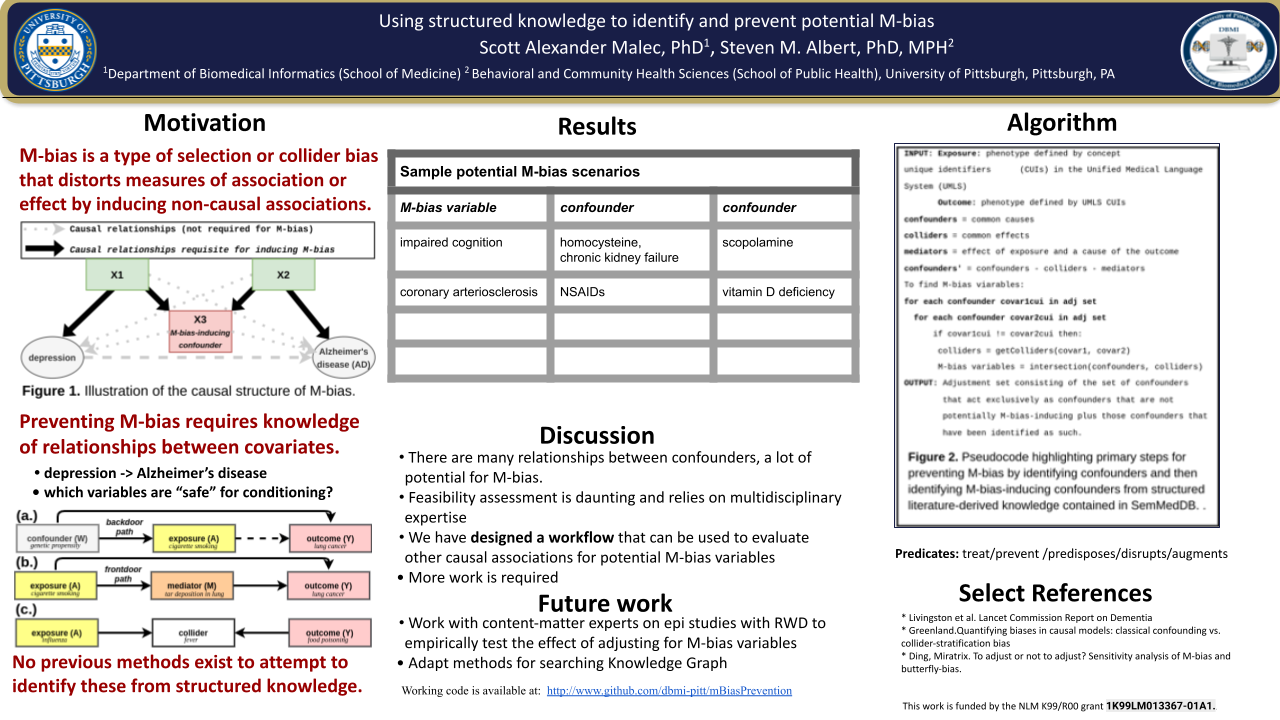 Using structured knowledge to identify and prevent potential M-bias
Scott Alexander Malec, PhD1, Steven M. Albert, PhD, MPH2
1Department of Biomedical Informatics (School of Medicine) 2 Behavioral and Community Health Sciences (School of Public Health), University of Pittsburgh, Pittsburgh, PA
UNIVERSITY OF
PITTSBURGH
University of Pittsburgh
DBMI
Department of Biomedical Informatics
Motivation
M-bias is a type of selection or collider bias
that distorts measures of association or
effect by inducing non-causal associations.
Causal relationships (not required for M-bias)
Causal relationships requisite for inducing M-bias
X1
X2
X3
M-bias-inducing
confounder
depression
Alzheimer's
disease (AD)
Figure 1. Illustration of the causal structure of M-bias.
Preventing M-bias requires knowledge
of relationships between covariates.
• depression -> Alzheimer’s disease
• which variables are “safe” for conditioning?
(a.)
backdoor
path
confounder (W)
genetic propensity
exposure (A)
cigarette smoking
outcome (Y)
lung cancer
(b.)
frontdoor
path
exposure (A)
cigarette smoking
mediator (M)
tar deposition in lung
outcome (Y)
lung cancer
(c.)
exposure (A)
influenza
collider
fever
outcome (Y)
food poisoning
No previous methods exist to attempt to
identify these from structured knowledge.
Results
Sample potential M-bias scenarios
M-bias variable confounder confounder
impaired cognition homocysteine, scopolamine
chronic kidney failure
coronary arteriosclerosis NSAIDs vitamin D deficiency
Discussion
• There are many relationships between confounders, a lot of
potential for M-bias.
• Feasibility assessment is daunting and relies on multidisciplinary
expertise
• We have designed a workflow that can be used to evaluate
other causal associations for potential M-bias variables
• More work is required
Future work
• Work with content-matter experts on epi studies with RWD to
empirically test the effect of adjusting for M-bias variables
• Adapt methods for searching Knowledge Graph
Working code is available at: http://www.github.com/dbmi-pitt/mBiasPrevention
Algorithm
INPUT: Exposure: phenotype defined by concept
unique identifiers (CUIs) in the Unified Medical Language
System (UMLS)
Outcome: phenotype defined by UMLS CUIs
confounders = common causes
colliders = common effects
mediators = effect of exposure and a cause of the outcome
confounders' = confounders - colliders - mediators
To find M-bias viarables:
for each confounder covar1cui in adj set
for each confounder covar2cui in adj set
if covar1cui != covar2cui then:
colliders = getColliders(covar1, covar2)
M-bias variables = intersection(confounders, colliders)
OUTPUT: Adjustment set consisting of the set of confounders
that act exclusively as confounders that are not
potentially M-bias-inducing plus those confounders that
have been identified as such.
Figure 2. Pseudocode highlighting primary steps for
preventing M-bias by identifying confounders and then
identifying M-bias-inducing confounders from structured
literature-derived knowledge contained in SemMedDB. .
Predicates: treat/prevent /predisposes/disrupts/augments
Select References
* Livingston et al. Lancet Commission Report on Dementia
* Greenland.Quantifying biases in causal models: classical confounding vs.
collider-stratification bias
* Ding, Miratrix. To adjust or not to adjust? Sensitivity analysis of M-bias and
butterfly-bias.
This work is funded by the NLM K99/R00 grant 1K99LM013367-01A1.